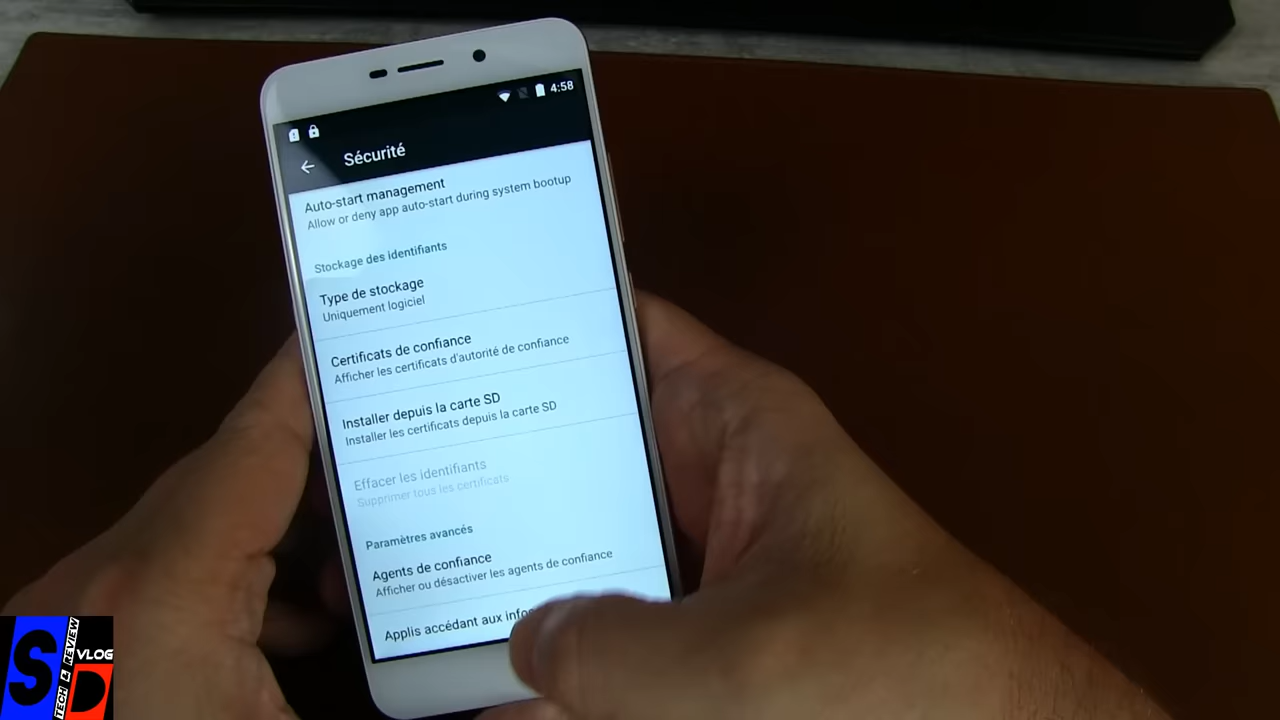 4:58
Sécurité
Auto-start management
Allow or deny app auto-start during system bootup
Stockage des identifiants
Type de stockage
Uniquement logiciel
Certificats de confiance
Afficher les certificats d'autorité de confiance
Installer depuis la carte SD
Installer les certificats depuis la carte SD
Effacer les identifiants
Supprimer tous les certificats
Paramètres avancés
Agents de confiance
Afficher ou désactiver les agents de confiance
Applis accédant aux
SD
TECH & REVIEW
VLOG